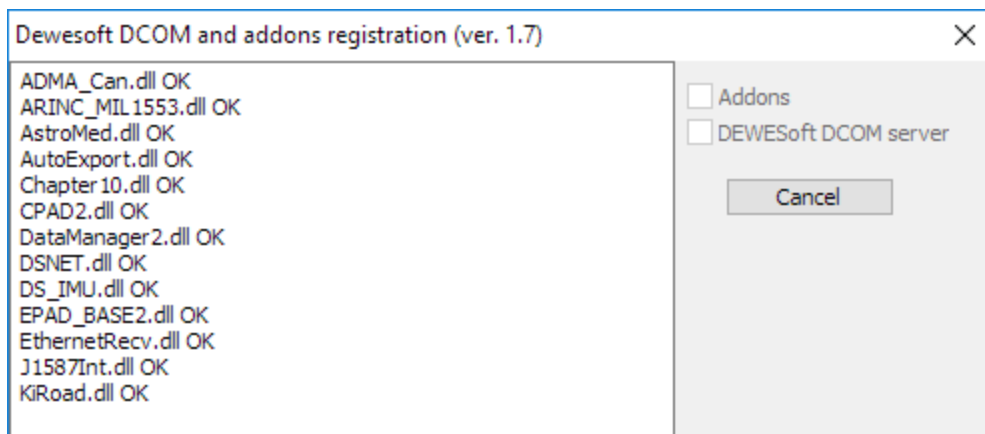 Dewesoft DCOM and addons registration (ver. 1.7)
ADMA_Can.dll OK
ARINC_MIL1553.dll OK
AstroMed.dll OK
AutoExport.dll OK
Chapter10.dll OK
CPAD2.dll OK
DataManager2.dll OK
DSNET.dll OK
DS_IMU.dll OK
EPAD_BASE2.dll OK
EthernetRecv.dll OK
J1587Int.dll OK
KiRoad.dll OK
Addons
DEWESoft DCOM server
Cancel